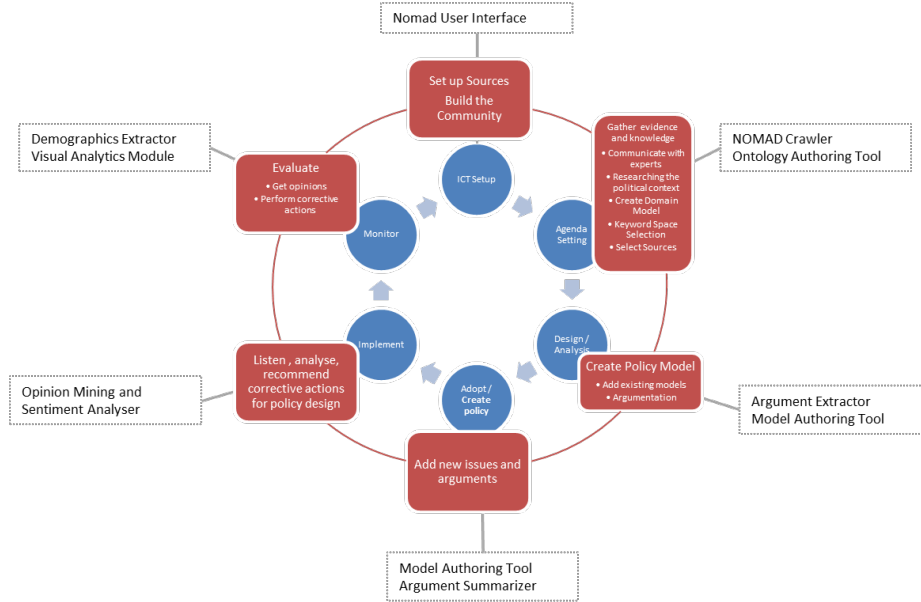 Nomad User Interface
Set up Sources
Build the
Community
Demographics Extractor
Visual Analytics Module
Gather evidence
and knowledge
• Communicate with
experts
• Researching the
political context
• Create Domain
Model
• Keyword Space
Selection
• Select Sources
NOMAD Crawler
Ontology Authoring Tool
Evaluate
• Get opinions
• Perform corrective
actions
ICT Setup
Monitor
Agenda
Setting
Implement
Design /
Analysis
Listen , analyse,
recommend
corrective actions
for policy design
Create Policy Model
• Add existing models
• Argumentation
Adopt /
Create
policy
Opinion Mining and
Sentiment Analyser
Argument Extractor
Model Authoring Tool
Add new issues and
arguments
Model Authoring Tool
Argument Summarizer